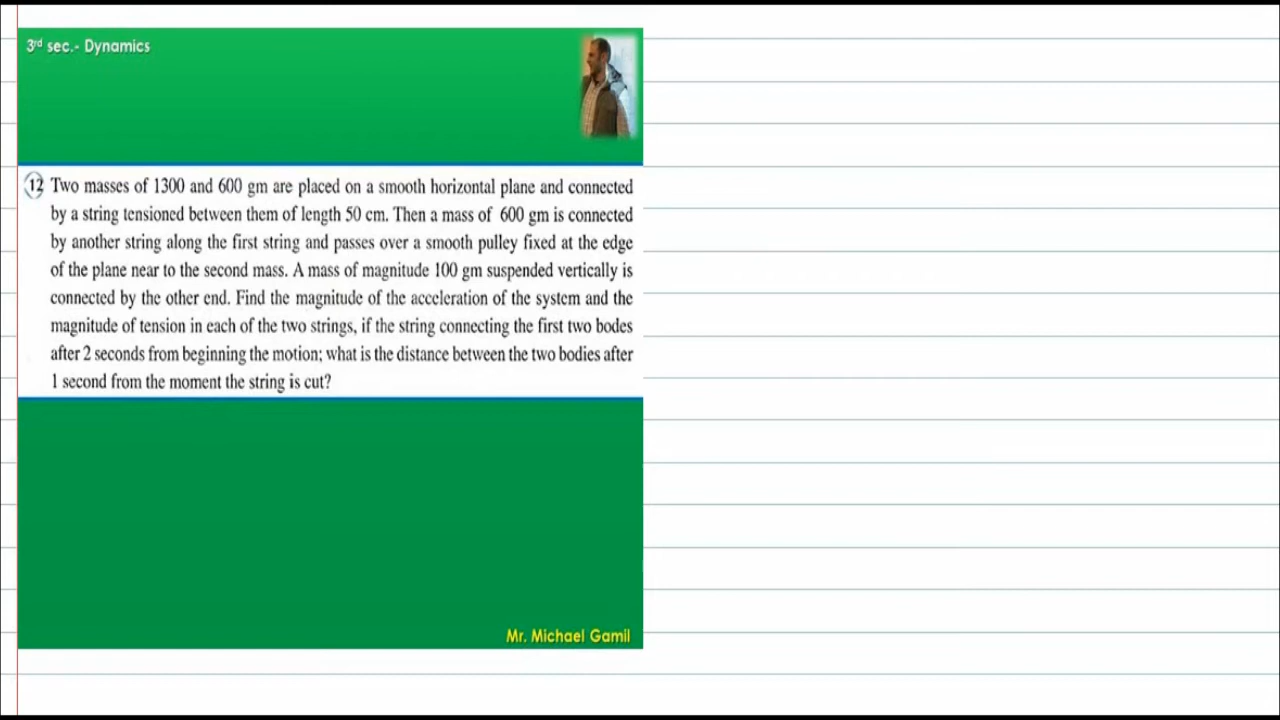 3rd sec.- Dynamics
12 Two masses of 1300 and 600 gm are placed on a smooth horizontal plane and connected
by a string tensioned between them of length 50 cm. Then a mass of 600 gm is connected
by another string along the first string and passes over a smooth pulley fixed at the edge
of the plane near to the second mass. A mass of magnitude 100 gm suspended vertically is
connected by the other end. Find the magnitude of the acceleration of the system and the
magnitude of tension in each of the two strings, if the string connecting the first two bodes
after 2 seconds from beginning the motion; what is the distance between the two bodies after
1 second from the moment the string is cut?
Mr. Michael Gamil